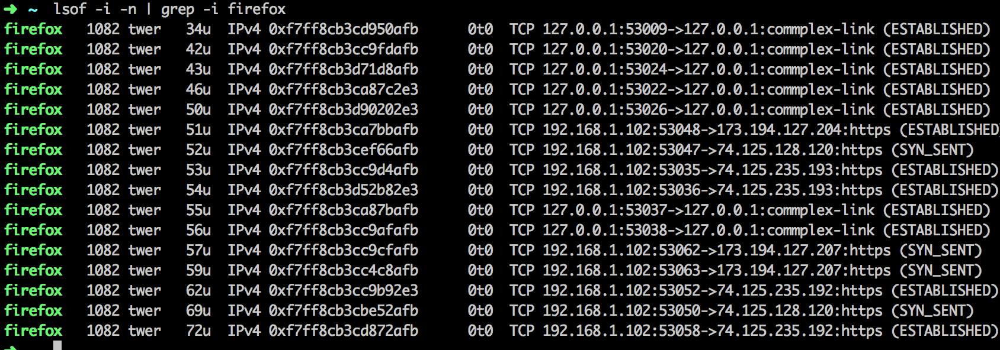 ➜ ~ lsof -i -n | grep -i firefox
firefox 1082 twer 34u IPv4 0xf7ff8cb3cd950afb 0t0 TCP 127.0.0.1:53009->127.0.0.1:commplex-link (ESTABLISHED)
firefox 1082 twer 42u IPv4 0xf7ff8cb3cc9fdafb 0t0 TCP 127.0.0.1:53020->127.0.0.1:commplex-link (ESTABLISHED)
firefox 1082 twer 43u IPv4 0xf7ff8cb3d71d8afb 0t0 TCP 127.0.0.1:53024->127.0.0.1:commplex-link (ESTABLISHED)
firefox 1082 twer 46u IPv4 0xf7ff8cb3ca87c2e3 0t0 TCP 127.0.0.1:53022->127.0.0.1:commplex-link (ESTABLISHED)
firefox 1082 twer 50u IPv4 0xf7ff8cb3d90202e3 0t0 TCP 127.0.0.1:53026->127.0.0.1:commplex-link (ESTABLISHED)
firefox 1082 twer 51u IPv4 0xf7ff8cb3ca7bbafb 0t0 TCP 192.168.1.102:53048->173.194.127.204:https (ESTABLISHED)
firefox 1082 twer 52u IPv4 0xf7ff8cb3cef66afb 0t0 TCP 192.168.1.102:53047->74.125.128.120:https (SYN_SENT)
firefox 1082 twer 53u IPv4 0xf7ff8cb3cc9d4afb 0t0 TCP 192.168.1.102:53035->74.125.235.193:https (ESTABLISHED)
firefox 1082 twer 54u IPv4 0xf7ff8cb3d52b82e3 0t0 TCP 192.168.1.102:53036->74.125.235.193:https (ESTABLISHED)
firefox 1082 twer 55u IPv4 0xf7ff8cb3ca87bafb 0t0 TCP 127.0.0.1:53037->127.0.0.1:commplex-link (ESTABLISHED)
firefox 1082 twer 56u IPv4 0xf7ff8cb3cc9afafb 0t0 TCP 127.0.0.1:53038->127.0.0.1:commplex-link (ESTABLISHED)
firefox 1082 twer 57u IPv4 0xf7ff8cb3cc9cfafb 0t0 TCP 192.168.1.102:53062->173.194.127.207:https (SYN_SENT)
firefox 1082 twer 59u IPv4 0xf7ff8cb3cc4c8afb 0t0 TCP 192.168.1.102:53063->173.194.127.207:https (SYN_SENT)
firefox 1082 twer 62u IPv4 0xf7ff8cb3cc9b92e3 0t0 TCP 192.168.1.102:53052->74.125.235.192:https (ESTABLISHED)
firefox 1082 twer 69u IPv4 0xf7ff8cb3cbe52afb 0t0 TCP 192.168.1.102:53050->74.125.128.120:https (SYN_SENT)
firefox 1082 twer 72u IPv4 0xf7ff8cb3cd872afb 0t0 TCP 192.168.1.102:53058->74.125.235.192:https (ESTABLISHED)
➜